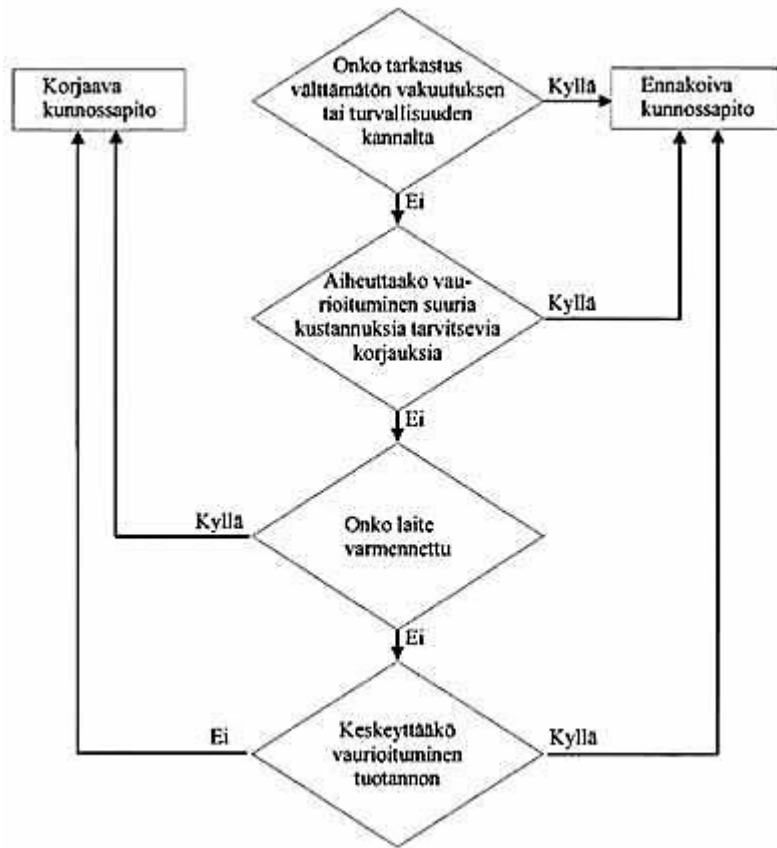 Korjaava
kunnossapito
Onko tarkastus
välttämätön vakuutuksen
tai turvallisuuden
kannalta
Kyllä
Ennakoiva
kunnossapito
Ei
Aiheuttaako vau-
rioituminen suuria
kustannuksia tarvitsevia
korjauksia
Kyllä
Ei
Kyllä
Onko laite
varmennettu
Ei
Ei
Keskeyttääkö
vaurioituminen
tuotannon
Kyllä